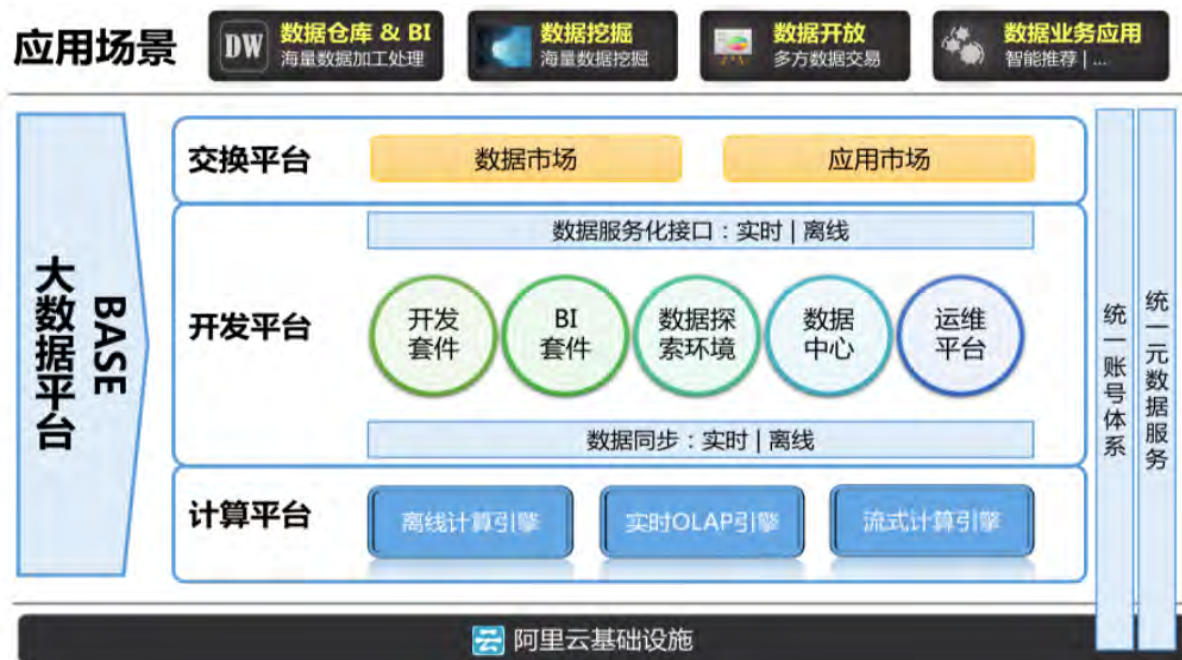 应用场景
DW
数据仓库 & BI
海量数据加工处理
数据挖掘
海量数据挖掘
数据开放
多方数据交易
数据业务应用
智能推荐 | ...
大数据平台
BASE
交换平台
数据市场
应用市场
开发平台
数据服务化接口：实时 | 离线
开发
套件
BI
套件
数据探
索环境
数据
中心
运维
平台
数据同步：实时 | 离线
计算平台
离线计算引擎
实时OLAP引擎
流式计算引擎
统一账号体系
统一元数据服务
云 阿里云基础设施